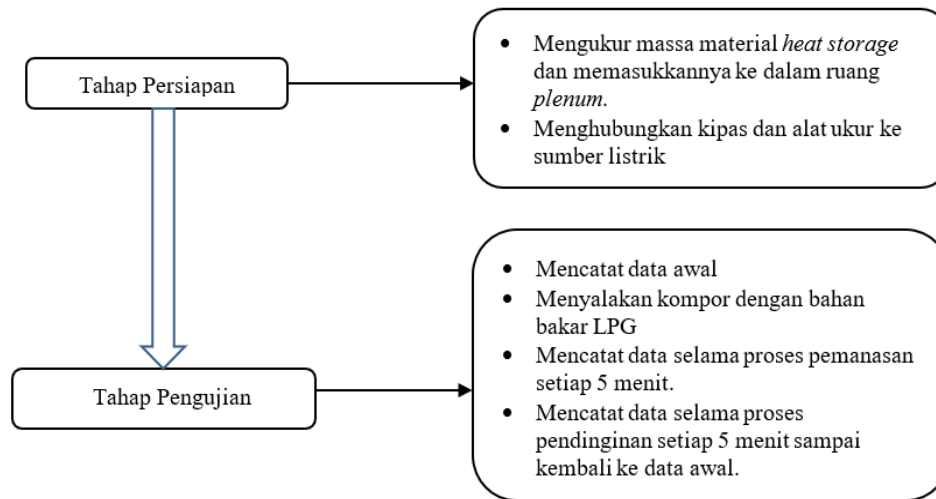 Tahap Persiapan
• Mengukur massa material heat storage
dan memasukkannya ke dalam ruang
plenum.
• Menghubungkan kipas dan alat ukur ke
sumber listrik
Tahap Pengujian
• Mencatat data awal
• Menyalakan kompor dengan bahan
bakar LPG
• Mencatat data selama proses pemanasan
setiap 5 menit.
• Mencatat data selama proses
pendinginan setiap 5 menit sampai
kembali ke data awal.